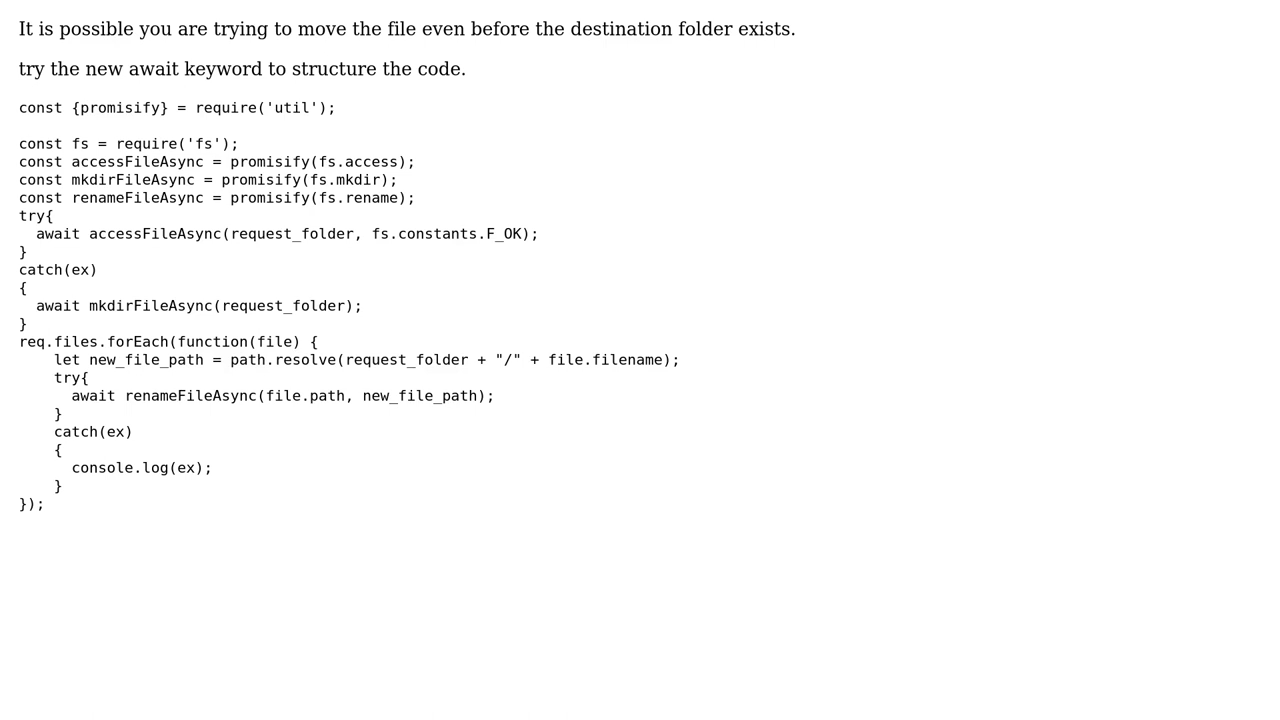 It is possible you are trying to move the file even before the destination folder exists.
try the new await keyword to structure the code.
const {promisify} = require('util');

const fs = require('fs');
const accessFileAsync = promisify(fs.access);
const mkdirFileAsync = promisify(fs.mkdir);
const renameFileAsync = promisify(fs.rename);
try{
  await accessFileAsync(request_folder, fs.constants.F_OK);
}
catch(ex)
{
  await mkdirFileAsync(request_folder);
}
req.files.forEach(function(file) {
    let new_file_path = path.resolve(request_folder + "/" + file.filename);
    try{
      await renameFileAsync(file.path, new_file_path);
    }
    catch(ex)
    {
      console.log(ex);
    }
});